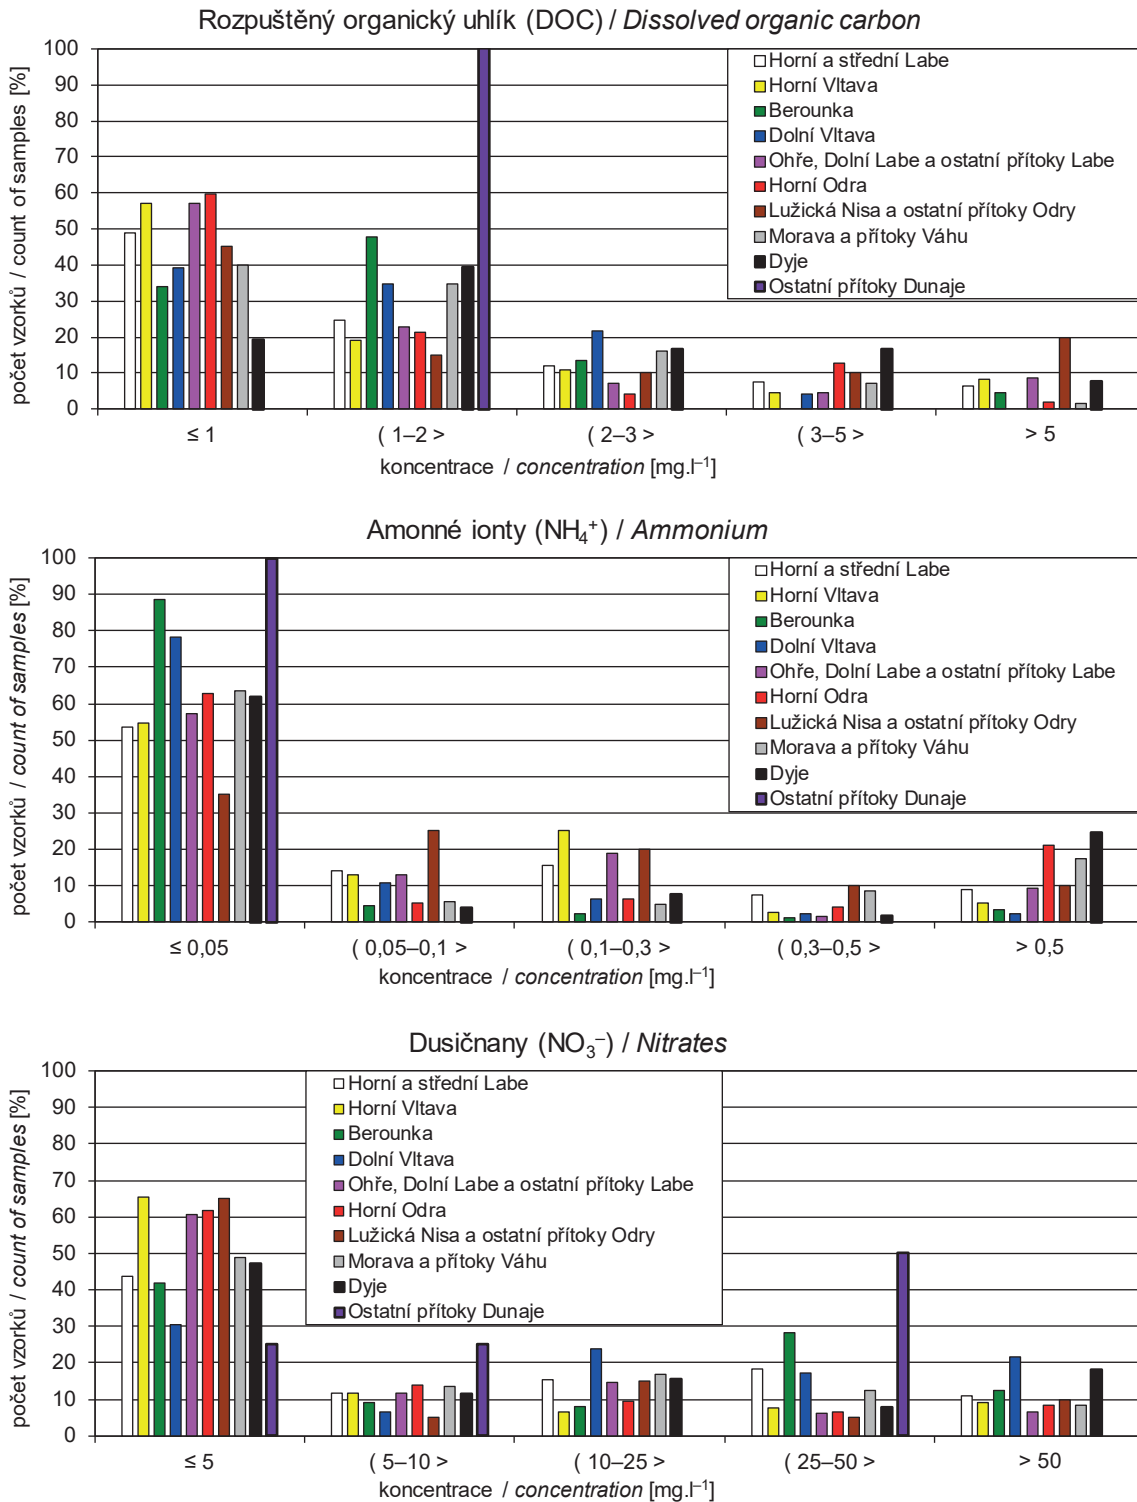 Rozpuštěný organický uhlík (DOC) / Dissolved organic carbon
počet vzorků / count of samples [%]
100
90
80
70
60
50
40
30
20
10
0
Horní a střední Labe
Horní Vltava
Berounka
Dolní Vltava
Ohře, Dolní Labe a ostatní přítoky Labe
Horní Odra
Lužická Nisa a ostatní přítoky Odry
Morava a přítoky Váhu
Dyje
Ostatní přítoky Dunaje
≤ 1 ( 1–2 > ( 2–3 > ( 3–5 > > 5
koncentrace / concentration [mg.l⁻¹]
Amonné ionty (NH₄⁺) / Ammonium
počet vzorků / count of samples [%]
100
90
80
70
60
50
40
30
20
10
0
Horní a střední Labe
Horní Vltava
Berounka
Dolní Vltava
Ohře, Dolní Labe a ostatní přítoky Labe
Horní Odra
Lužická Nisa a ostatní přítoky Odry
Morava a přítoky Váhu
Dyje
Ostatní přítoky Dunaje
≤ 0,05 ( 0,05–0,1 > ( 0,1–0,3 > ( 0,3–0,5 > > 0,5
koncentrace / concentration [mg.l⁻¹]
Dusičnany (NO₃⁻) / Nitrates
počet vzorků / count of samples [%]
100
90
80
70
60
50
40
30
20
10
0
Horní a střední Labe
Horní Vltava
Berounka
Dolní Vltava
Ohře, Dolní Labe a ostatní přítoky Labe
Horní Odra
Lužická Nisa a ostatní přítoky Odry
Morava a přítoky Váhu
Dyje
Ostatní přítoky Dunaje
≤ 5 ( 5–10 > ( 10–25 > ( 25–50 > > 50
koncentrace / concentration [mg.l⁻¹]